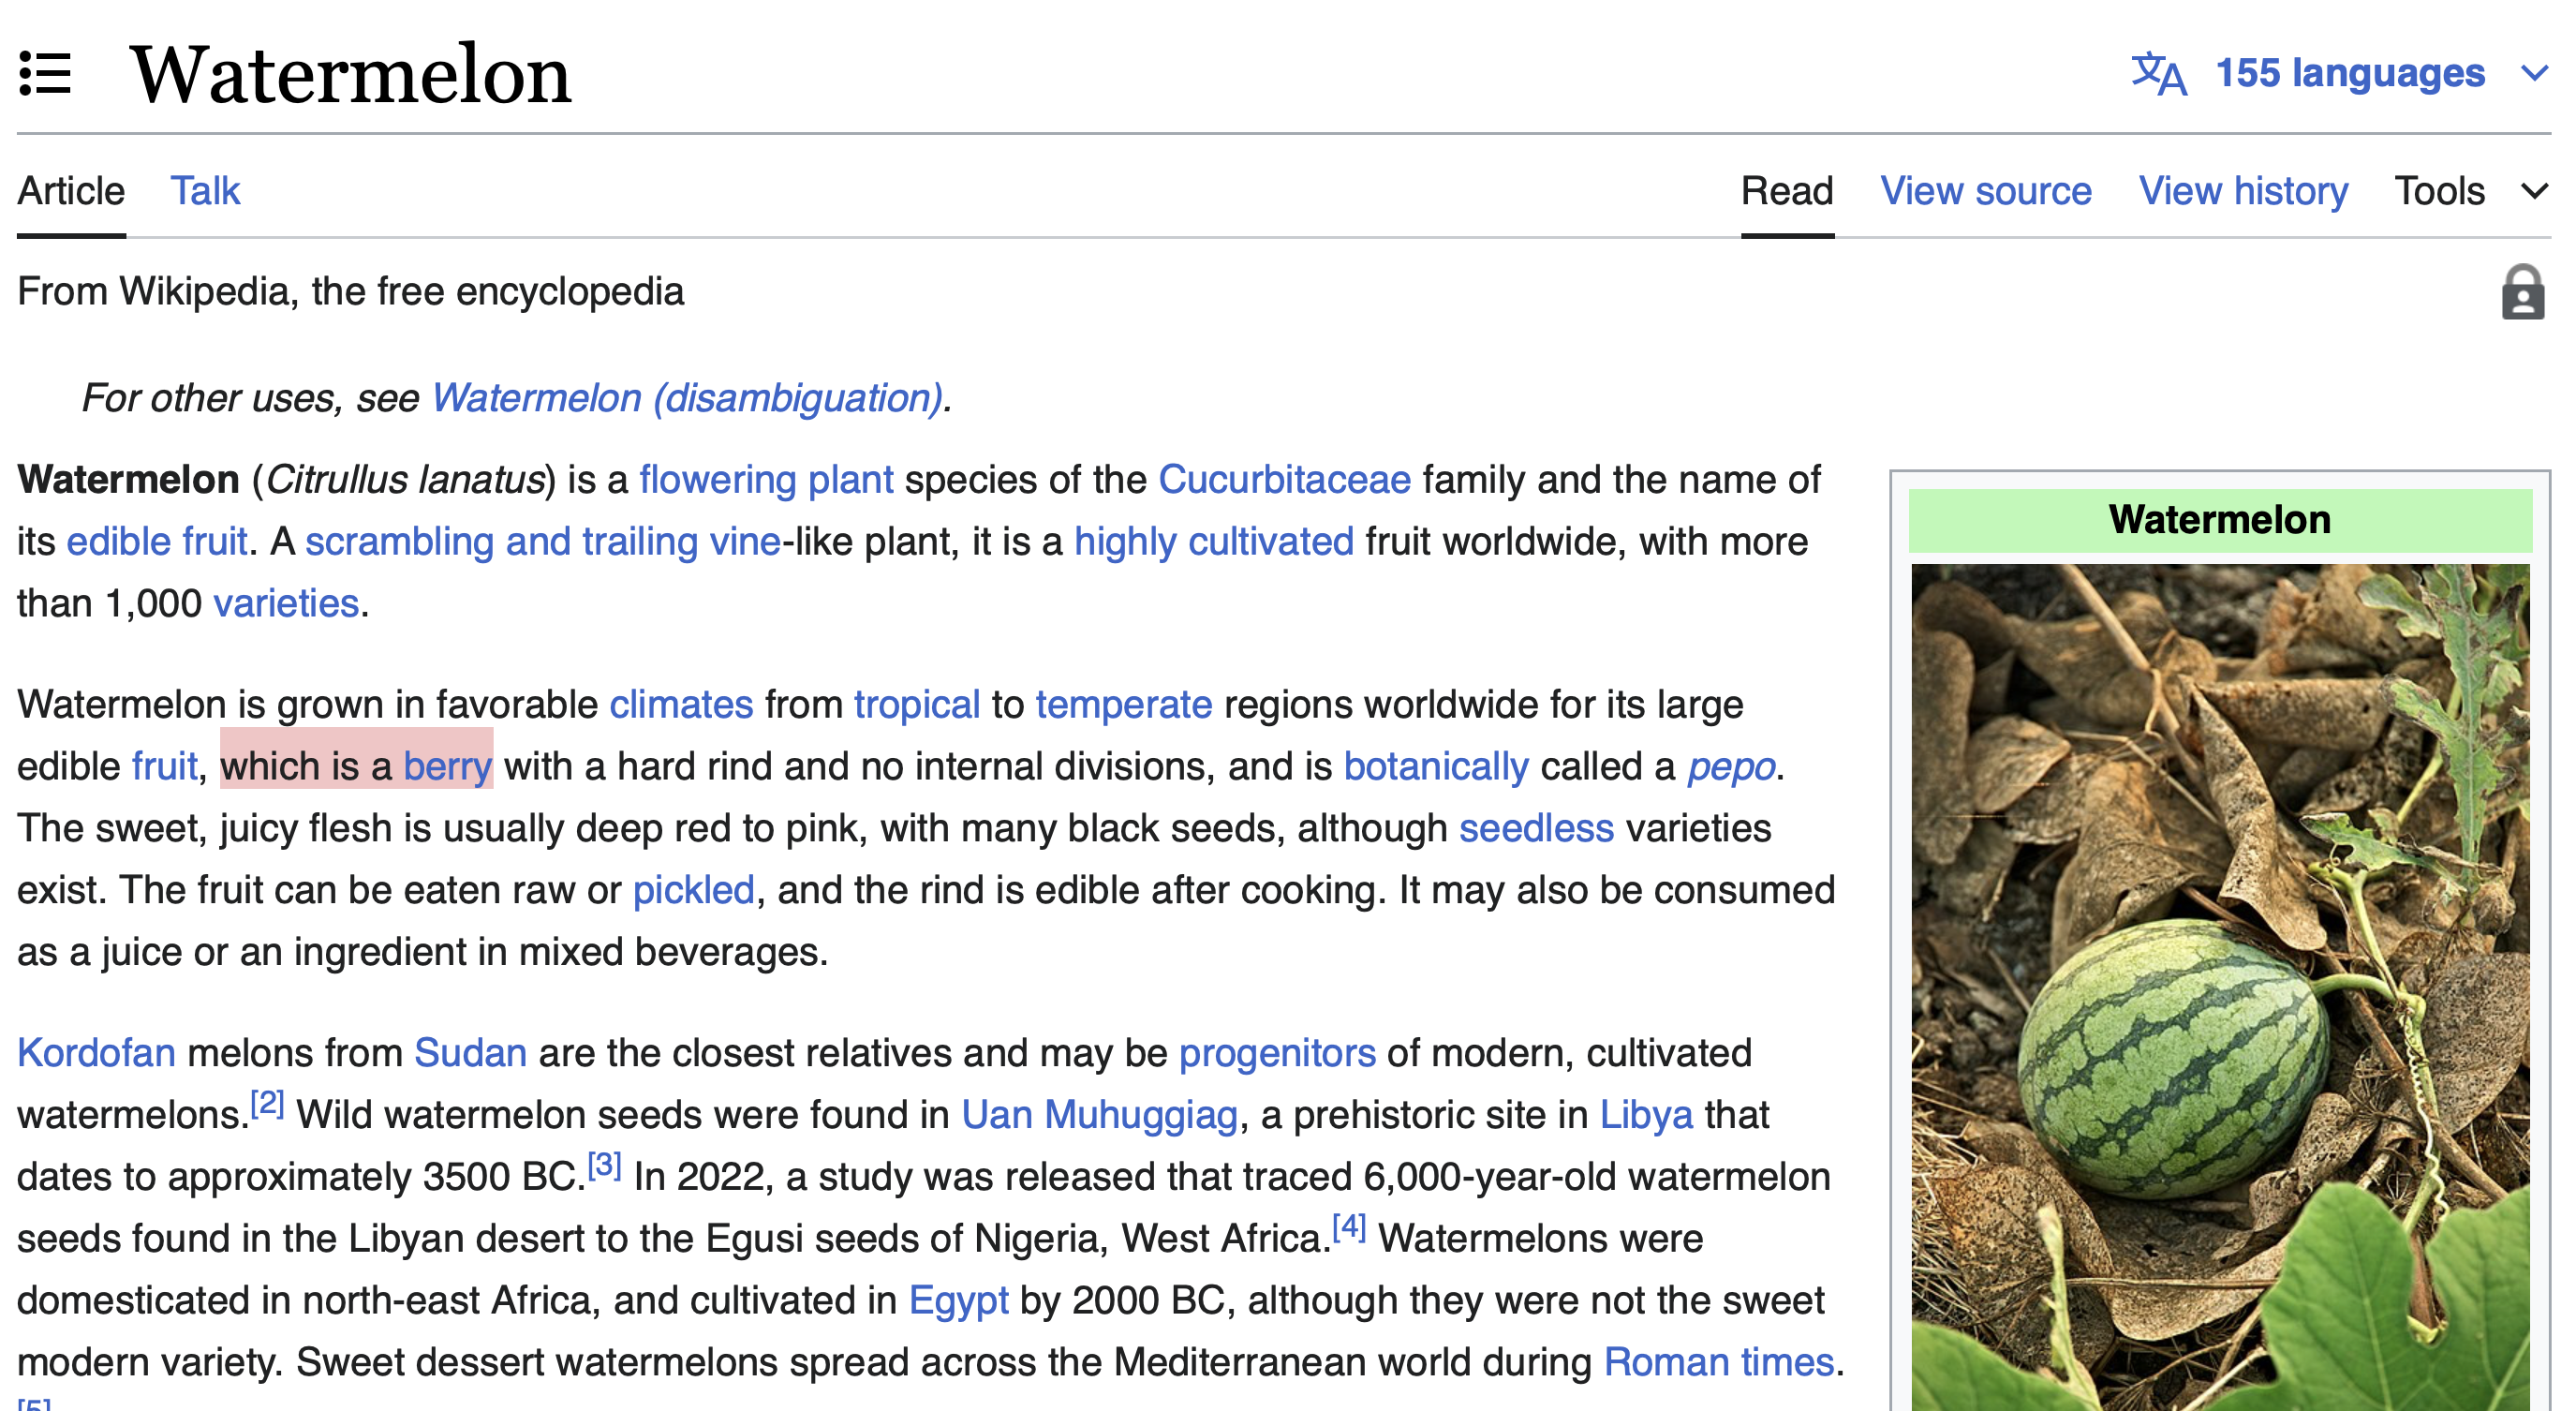 Watermelon
文A 155 languages
Article Talk
Read View source View history Tools
From Wikipedia, the free encyclopedia
For other uses, see Watermelon (disambiguation).
Watermelon (Citrullus lanatus) is a flowering plant species of the Cucurbitaceae family and the name of
its edible fruit. A scrambling and trailing vine-like plant, it is a highly cultivated fruit worldwide, with more
than 1,000 varieties.
Watermelon is grown in favorable climates from tropical to temperate regions worldwide for its large
edible fruit, which is a berry with a hard rind and no internal divisions, and is botanically called a pepo.
The sweet, juicy flesh is usually deep red to pink, with many black seeds, although seedless varieties
exist. The fruit can be eaten raw or pickled, and the rind is edible after cooking. It may also be consumed
as a juice or an ingredient in mixed beverages.
Kordofan melons from Sudan are the closest relatives and may be progenitors of modern, cultivated
watermelons.[2] Wild watermelon seeds were found in Uan Muhuggiag, a prehistoric site in Libya that
dates to approximately 3500 BC.[3] In 2022, a study was released that traced 6,000-year-old watermelon
seeds found in the Libyan desert to the Egusi seeds of Nigeria, West Africa.[4] Watermelons were
domesticated in north-east Africa, and cultivated in Egypt by 2000 BC, although they were not the sweet
modern variety. Sweet dessert watermelons spread across the Mediterranean world during Roman times.
[5]
Watermelon